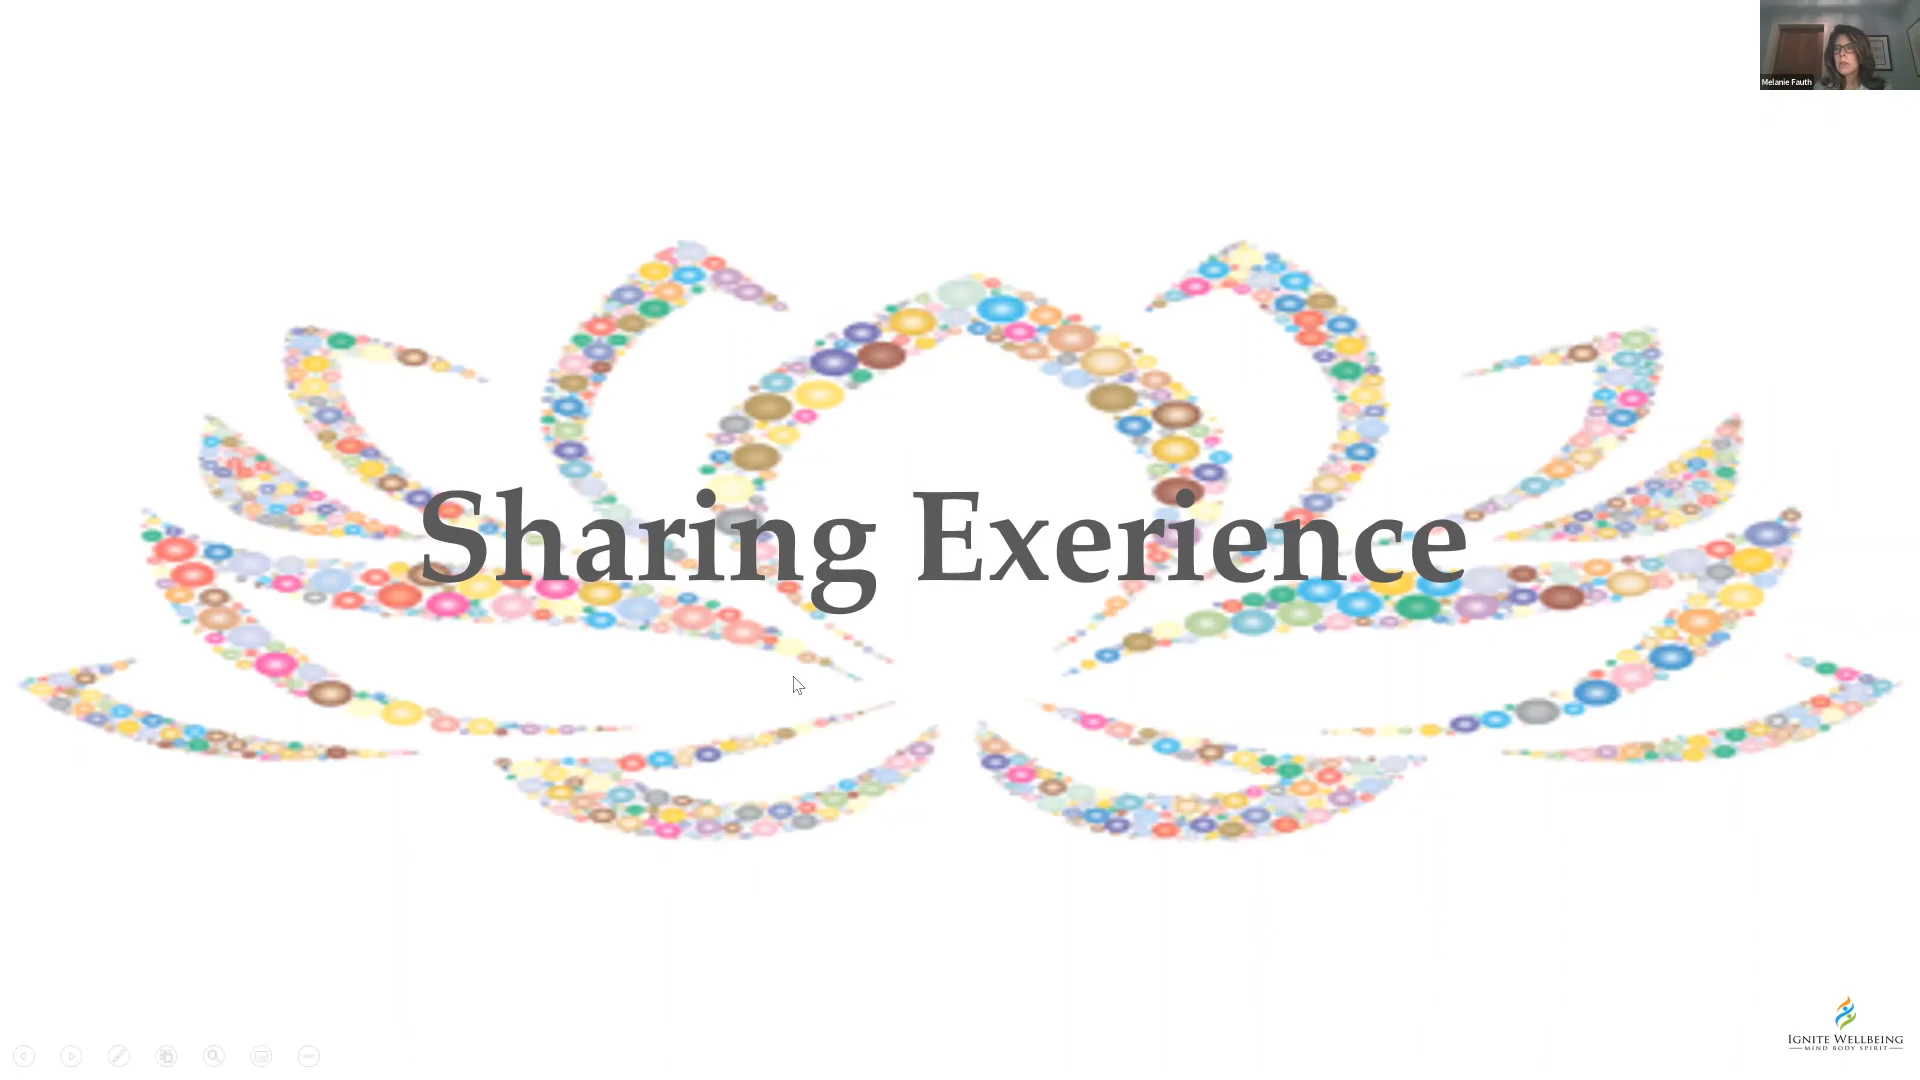 Melanie Fauth
Sharing Exerience
IGNITE WELLBEING
MIND BODY SPIRIT